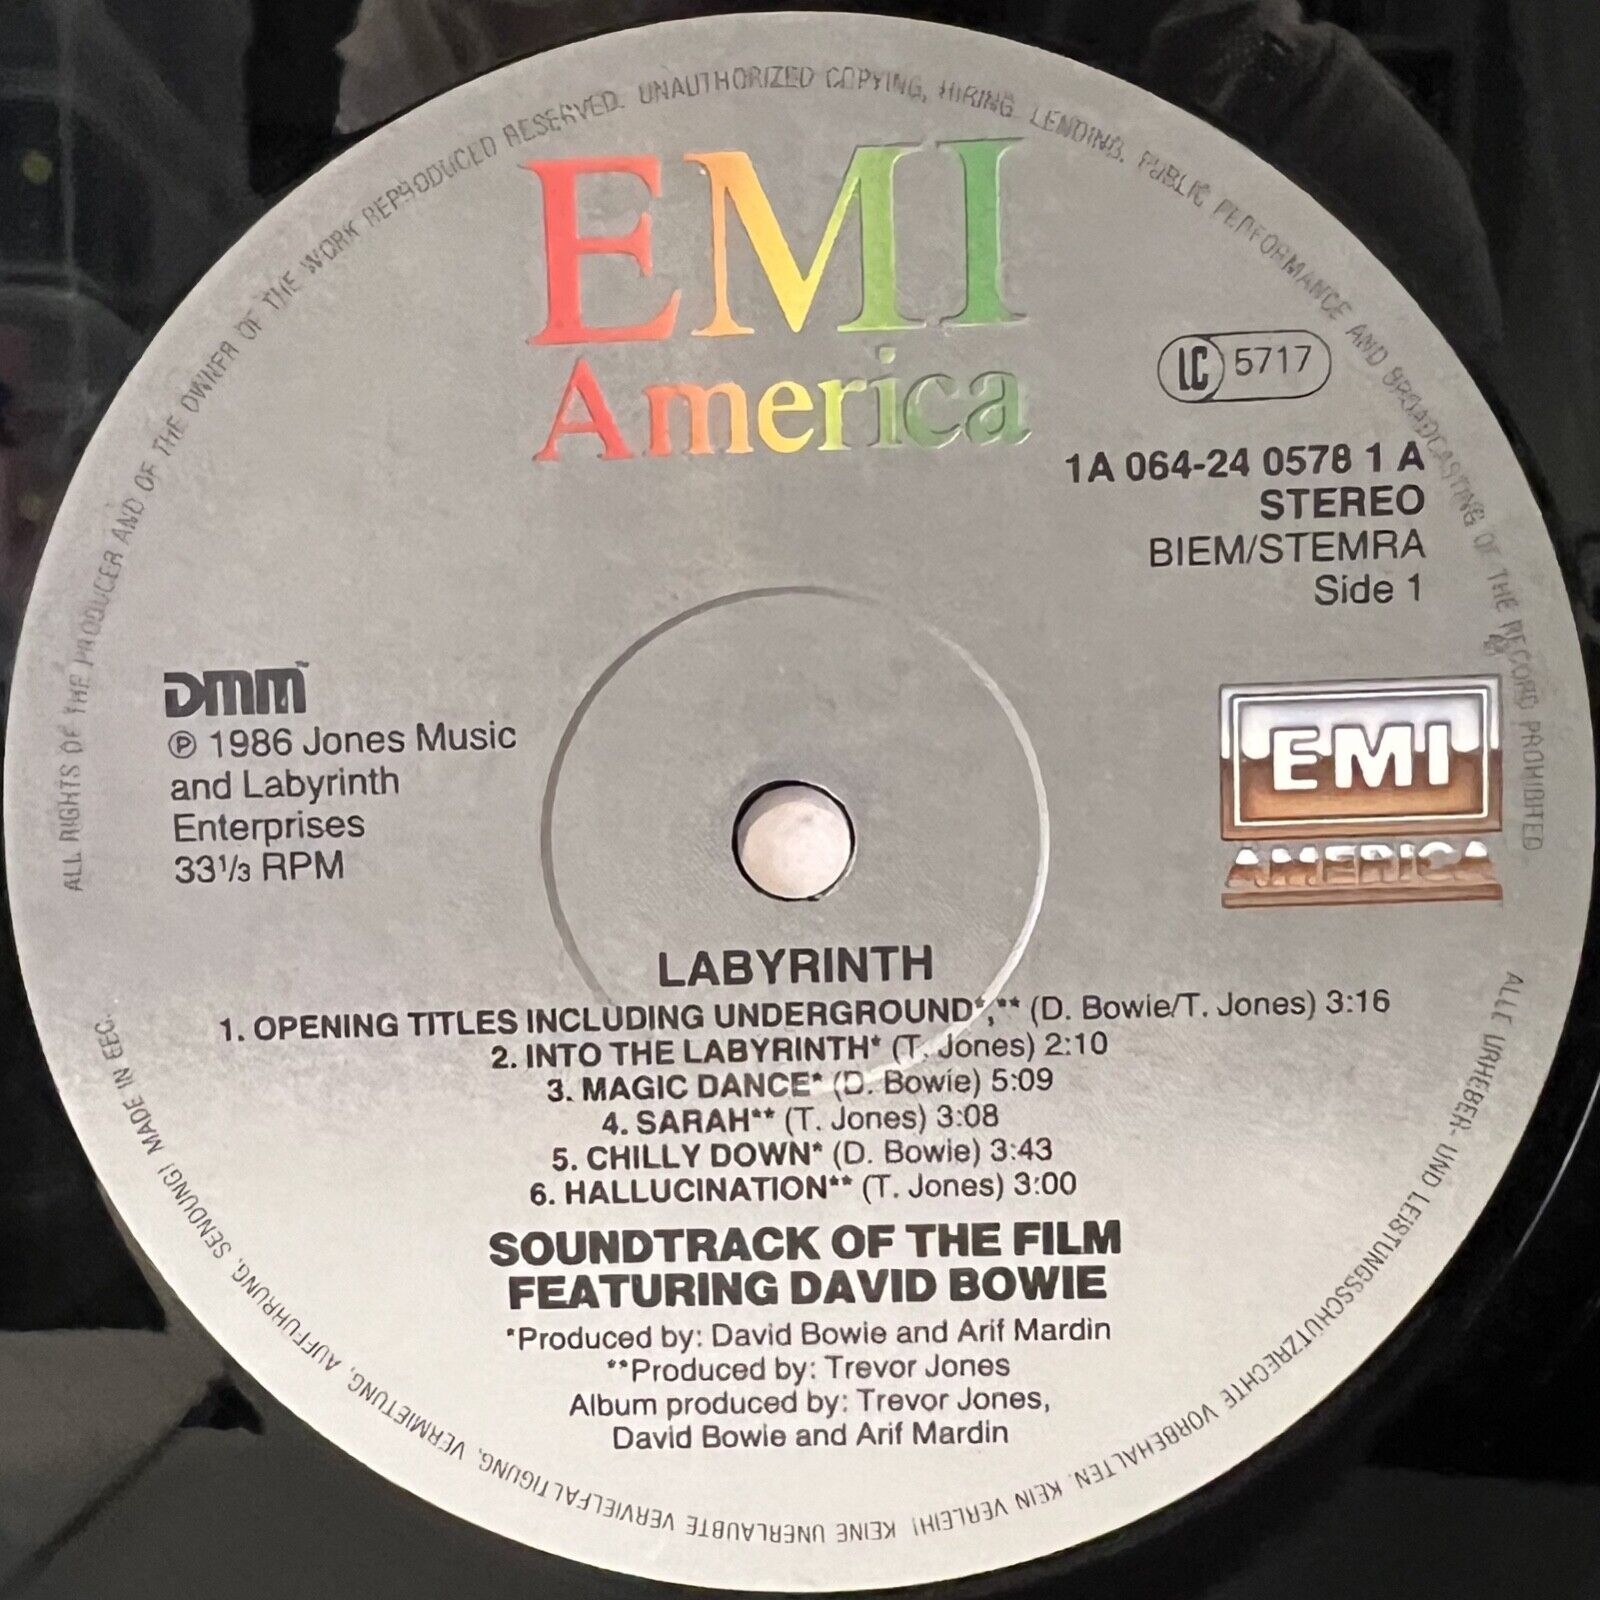 ALL RIGHTS OF THE PRODUCER AND OF THE OWNER OF THE WORK REPRODUCED RESERVED. UNAUTHORIZED COPYING, HIRING, LENDING, PUBLIC PERFORMANCE AND BROADCASTING OF THE RECORD PROHIBITED.
EMI
America
LC 5717
1A 064-24 0578 1 A
STEREO
BIEM/STEMRA
Side 1
DMM™
℗ 1986 Jones Music
and Labyrinth
Enterprises
33 1/3 RPM
EMI
AMERICA
LABYRINTH
1. OPENING TITLES INCLUDING UNDERGROUND*,** (D. Bowie/T. Jones) 3:16
2. INTO THE LABYRINTH* (T. Jones) 2:10
3. MAGIC DANCE* (D. Bowie) 5:09
4. SARAH** (T. Jones) 3:08
5. CHILLY DOWN* (D. Bowie) 3:43
6. HALLUCINATION** (T. Jones) 3:00
SOUNDTRACK OF THE FILM
FEATURING DAVID BOWIE
*Produced by: David Bowie and Arif Mardin
**Produced by: Trevor Jones
Album produced by: Trevor Jones,
David Bowie and Arif Mardin
ALLE URHEBER- UND LEISTUNGSSCHUTZRECHTE VORBEHALTEN. KEIN VERLEIH! KEINE UNERLAUBTE VERVIELFALTIGUNG, VERMIETUNG, AUFFUHRUNG, SENDUNG! MADE IN EEC.